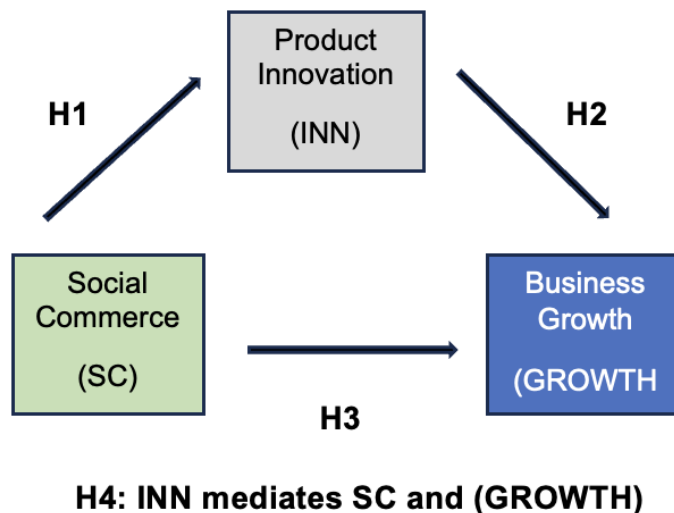 Product
Innovation
(INN)
H1
H2
Social
Commerce
(SC)
Business
Growth
(GROWTH
H3
H4: INN mediates SC and (GROWTH)